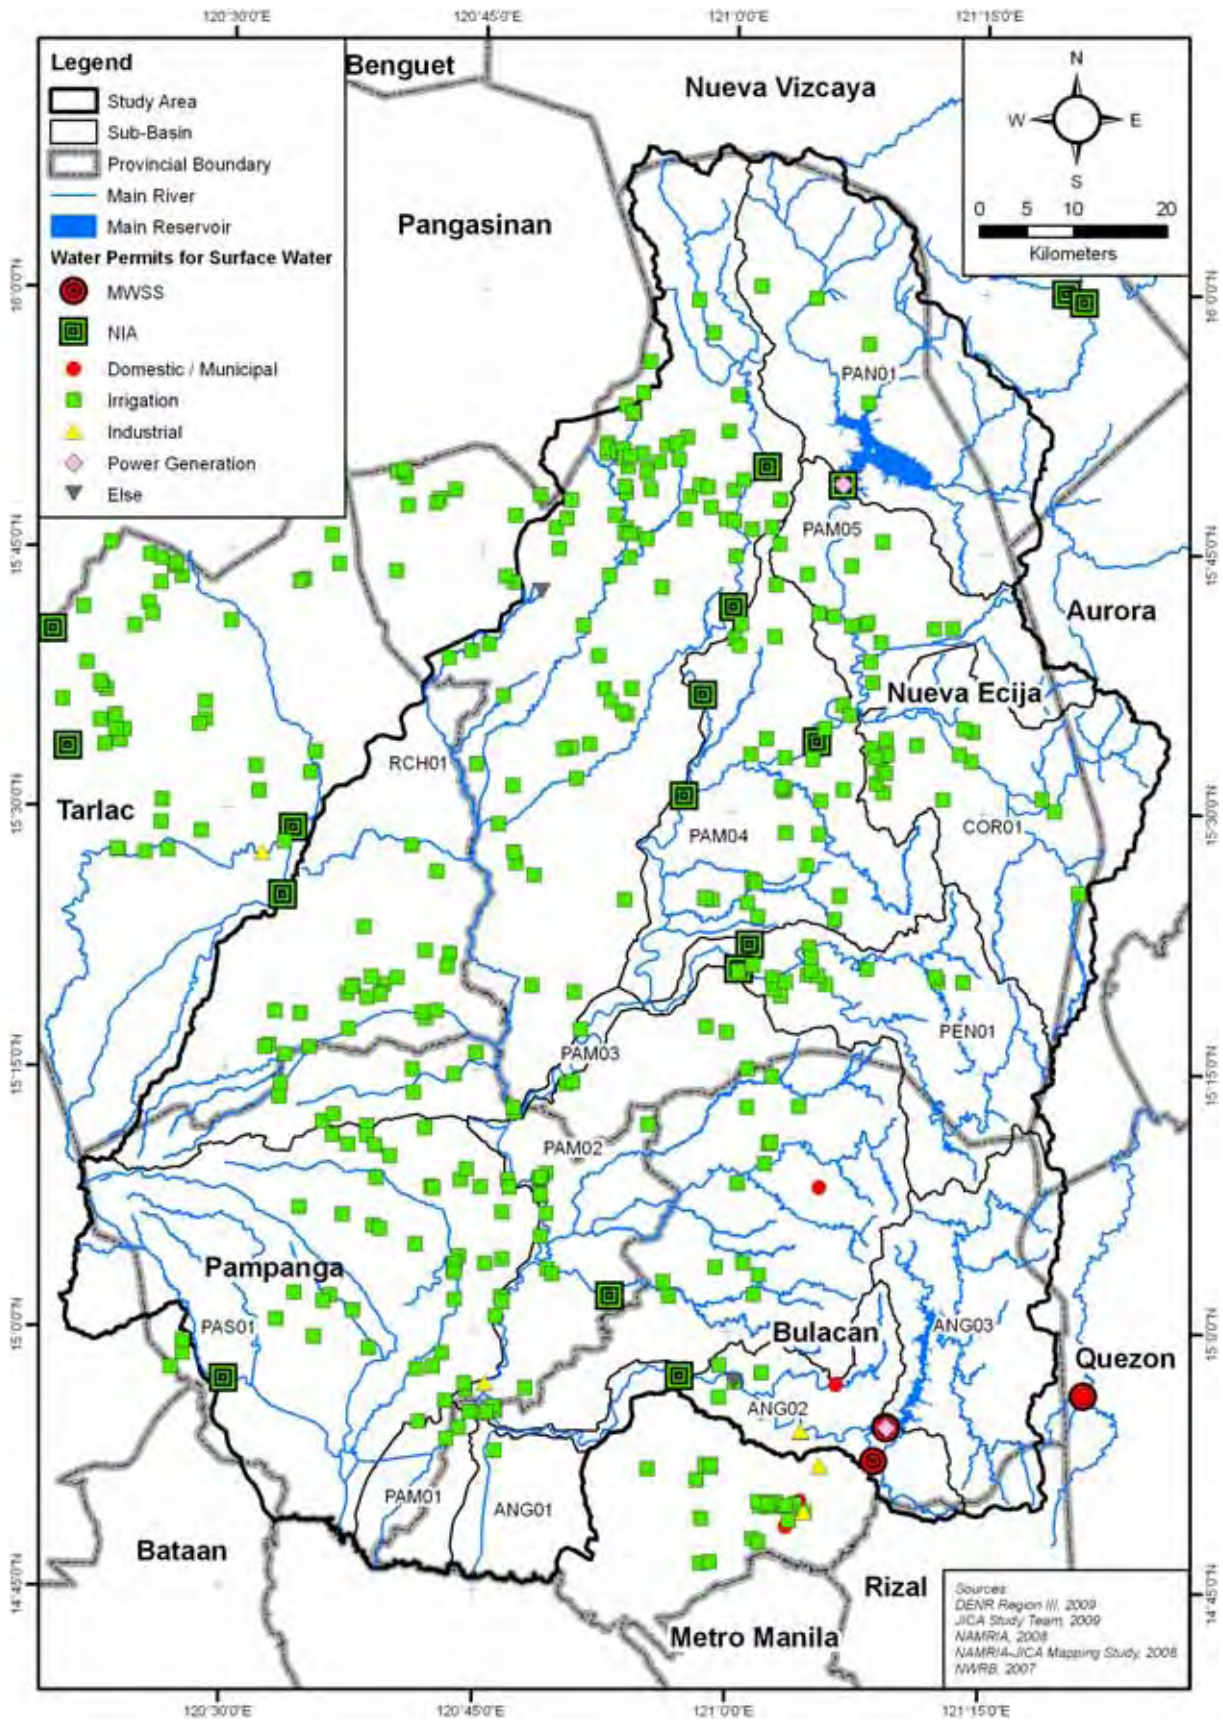 120°30'0"E 120°45'0"E 121°0'0"E 121°15'0"E
Legend
Study Area
Sub-Basin
Provincial Boundary
Main River
Main Reservoir
Water Permits for Surface Water
MWSS
NIA
Domestic / Municipal
Irrigation
Industrial
Power Generation
Else
Benguet
Nueva Vizcaya
Pangasinan
N
W E
S
0 5 10 20
Kilometers
16°0'0"N 16°0'0"N
PAN01
PAM05
15°45'0"N 15°45'0"N
Aurora
Nueva Ecija
RCH01
Tarlac
15°30'0"N 15°30'0"N
PAM04
COR01
PEN01
PAM03
15°15'0"N 15°15'0"N
PAM02
Pampanga
PAS01
15°0'0"N 15°0'0"N
Bulacan
ANG03
Quezon
ANG02
PAM01
ANG01
Bataan
14°45'0"N 14°45'0"N
Rizal
Metro Manila
Sources:
DENR Region III, 2009
JICA Study Team, 2009
NAMRIA, 2008
NAMRIA-JICA Mapping Study, 2008
NWRB, 2007
120°30'0"E 120°45'0"E 121°0'0"E 121°15'0"E